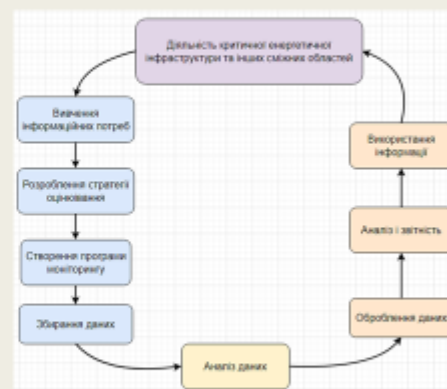 Діяльність критичної енергетичної
інфраструктури та інших сміжних областей
Вивчення
інформаційних потреб
Розроблення стратегії
оцінювання
Створення програми
моніторингу
Збирання даних
Аналіз даних
Оброблення даних
Аналіз і звітність
Використання
інформації